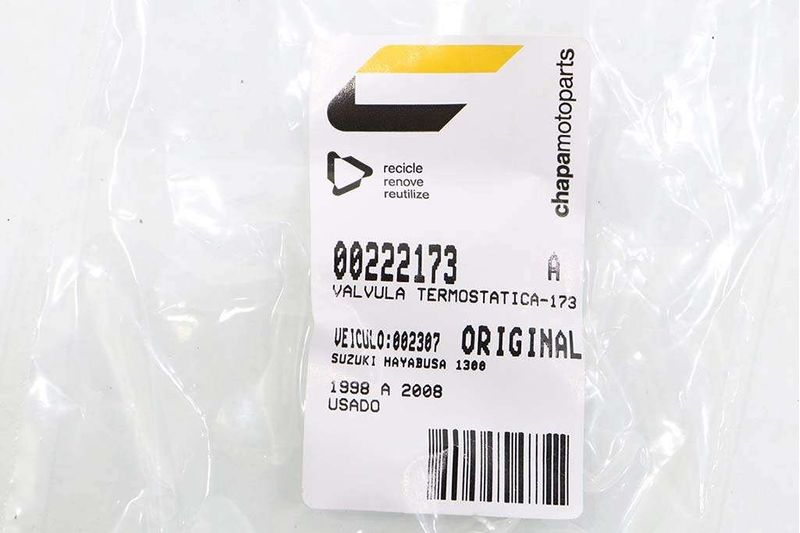 chapamotoparts
recicle
renove
reutilize
00222173 A
VALVULA TERMOSTATICA-173
VEICULO:002307 ORIGINAL
SUZUKI HAYABUSA 1300
1998 A 2008
USADO